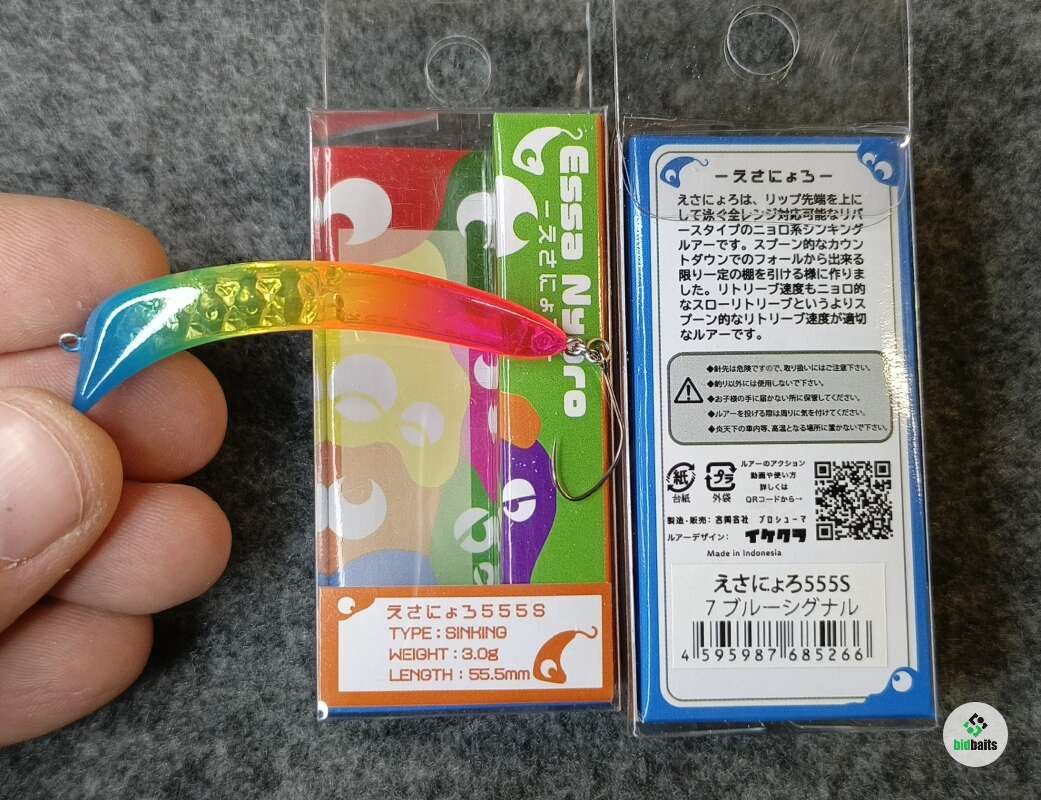 Essa Nyoro
－えさにょ
えさにょろ555S
TYPE : SINKING
WEIGHT : 3.0g
LENGTH : 55.5mm
－えさにょろ－
えさにょろは、リップ先端を上に
して泳ぐ全レンジ対応可能なリバ
ースタイプのニョロ系シンキング
ルアーです。スプーン的なカウン
トダウンでのフォールから出来る
限り一定の棚を引ける様に作りま
した。リトリーブ速度もニョロ的
なスローリトリーブというよりス
プーン的なリトリーブ速度が適切
なルアーです。
◆針先は危険ですので、取り扱いにはご注意下さい。
◆釣り以外には使用しないで下さい。
◆お子様の手に届かない所に保管してください。
◆ルアーを投げる際は周りに気を付けてください。
◆炎天下の車内等、高温となる場所に置かないで下さい。
紙
台紙
プラ
外袋
ルアーのアクション
動画や使い方
詳しくは
QRコードから→
製造・販売： 合同会社 プロシューマ
ルアーデザイン： イケクラ
Made in Indonesia
えさにょろ555S
7 ブルーシグナル
4 595987 685266
bidbaits